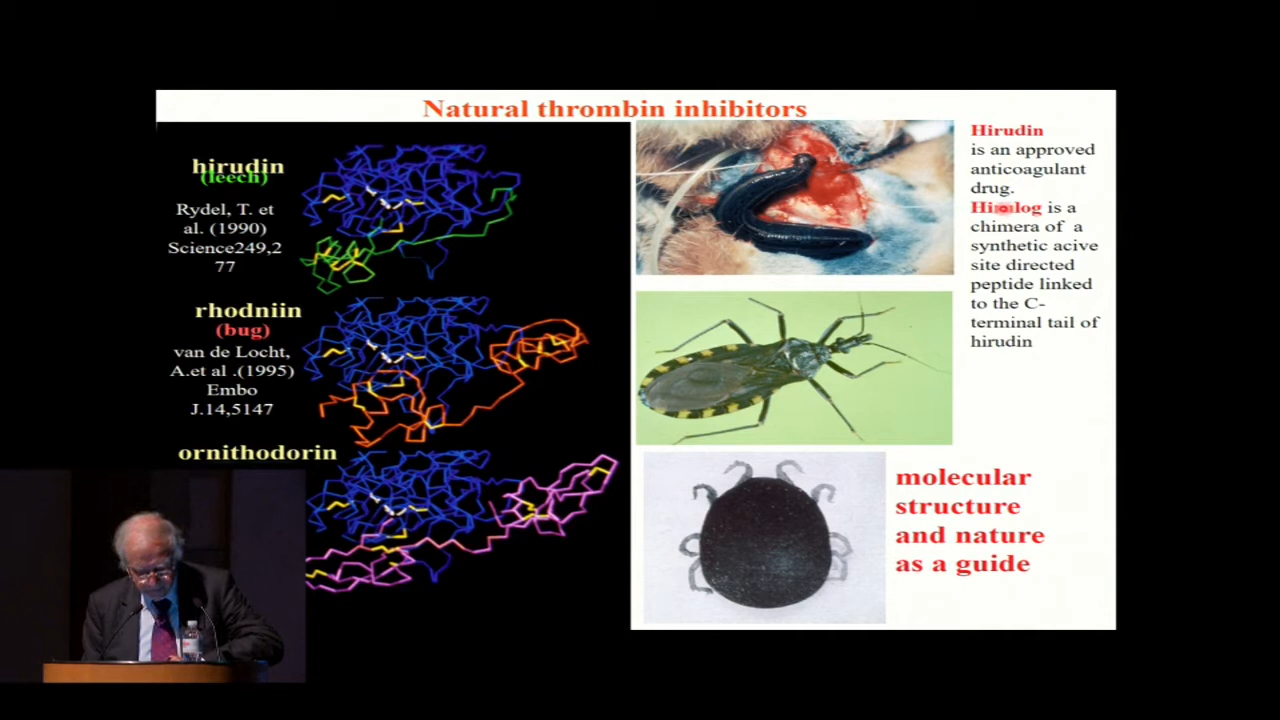 Natural thrombin inhibitors
hirudin
(leech)
Rydel, T. et
al. (1990)
Science249,2
77
rhodniin
(bug)
van de Locht,
A.et al .(1995)
Embo
J.14,5147
ornithodorin
Hirudin
is an approved
anticoagulant
drug.
Hirulog is a
chimera of a
synthetic acive
site directed
peptide linked
to the C-
terminal tail of
hirudin
molecular
structure
and nature
as a guide